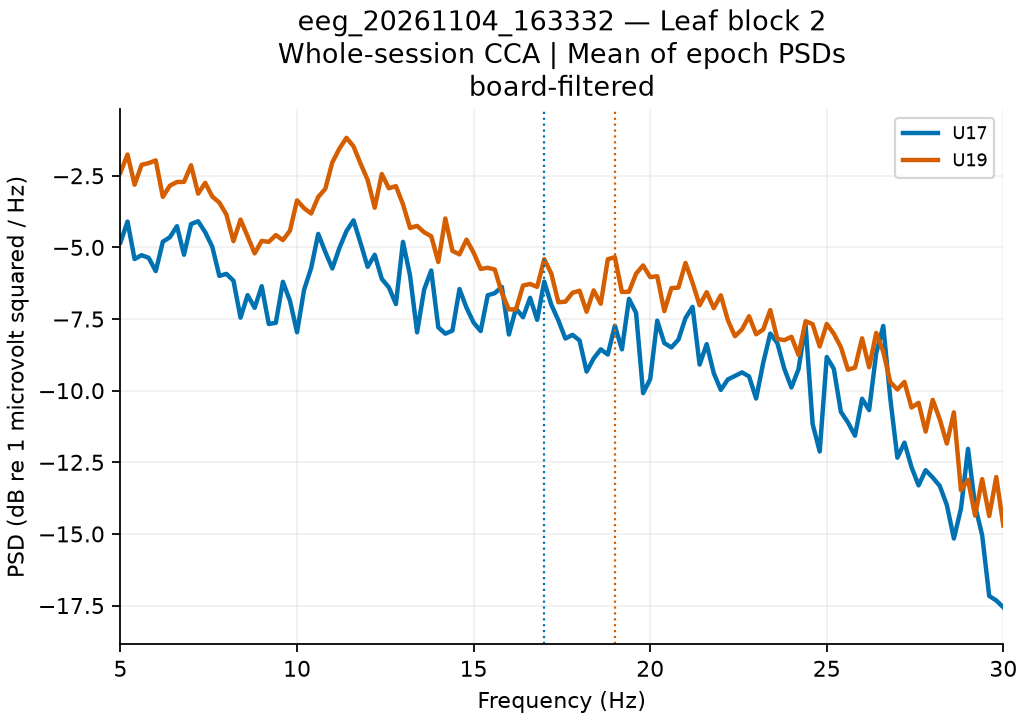 eeg_20261104_163332 — Leaf block 2
Whole-session CCA | Mean of epoch PSDs
board-filtered
U17
U19
PSD (dB re 1 microvolt squared / Hz)
−2.5
−5.0
−7.5
−10.0
−12.5
−15.0
−17.5
5
10
15
20
25
30
Frequency (Hz)